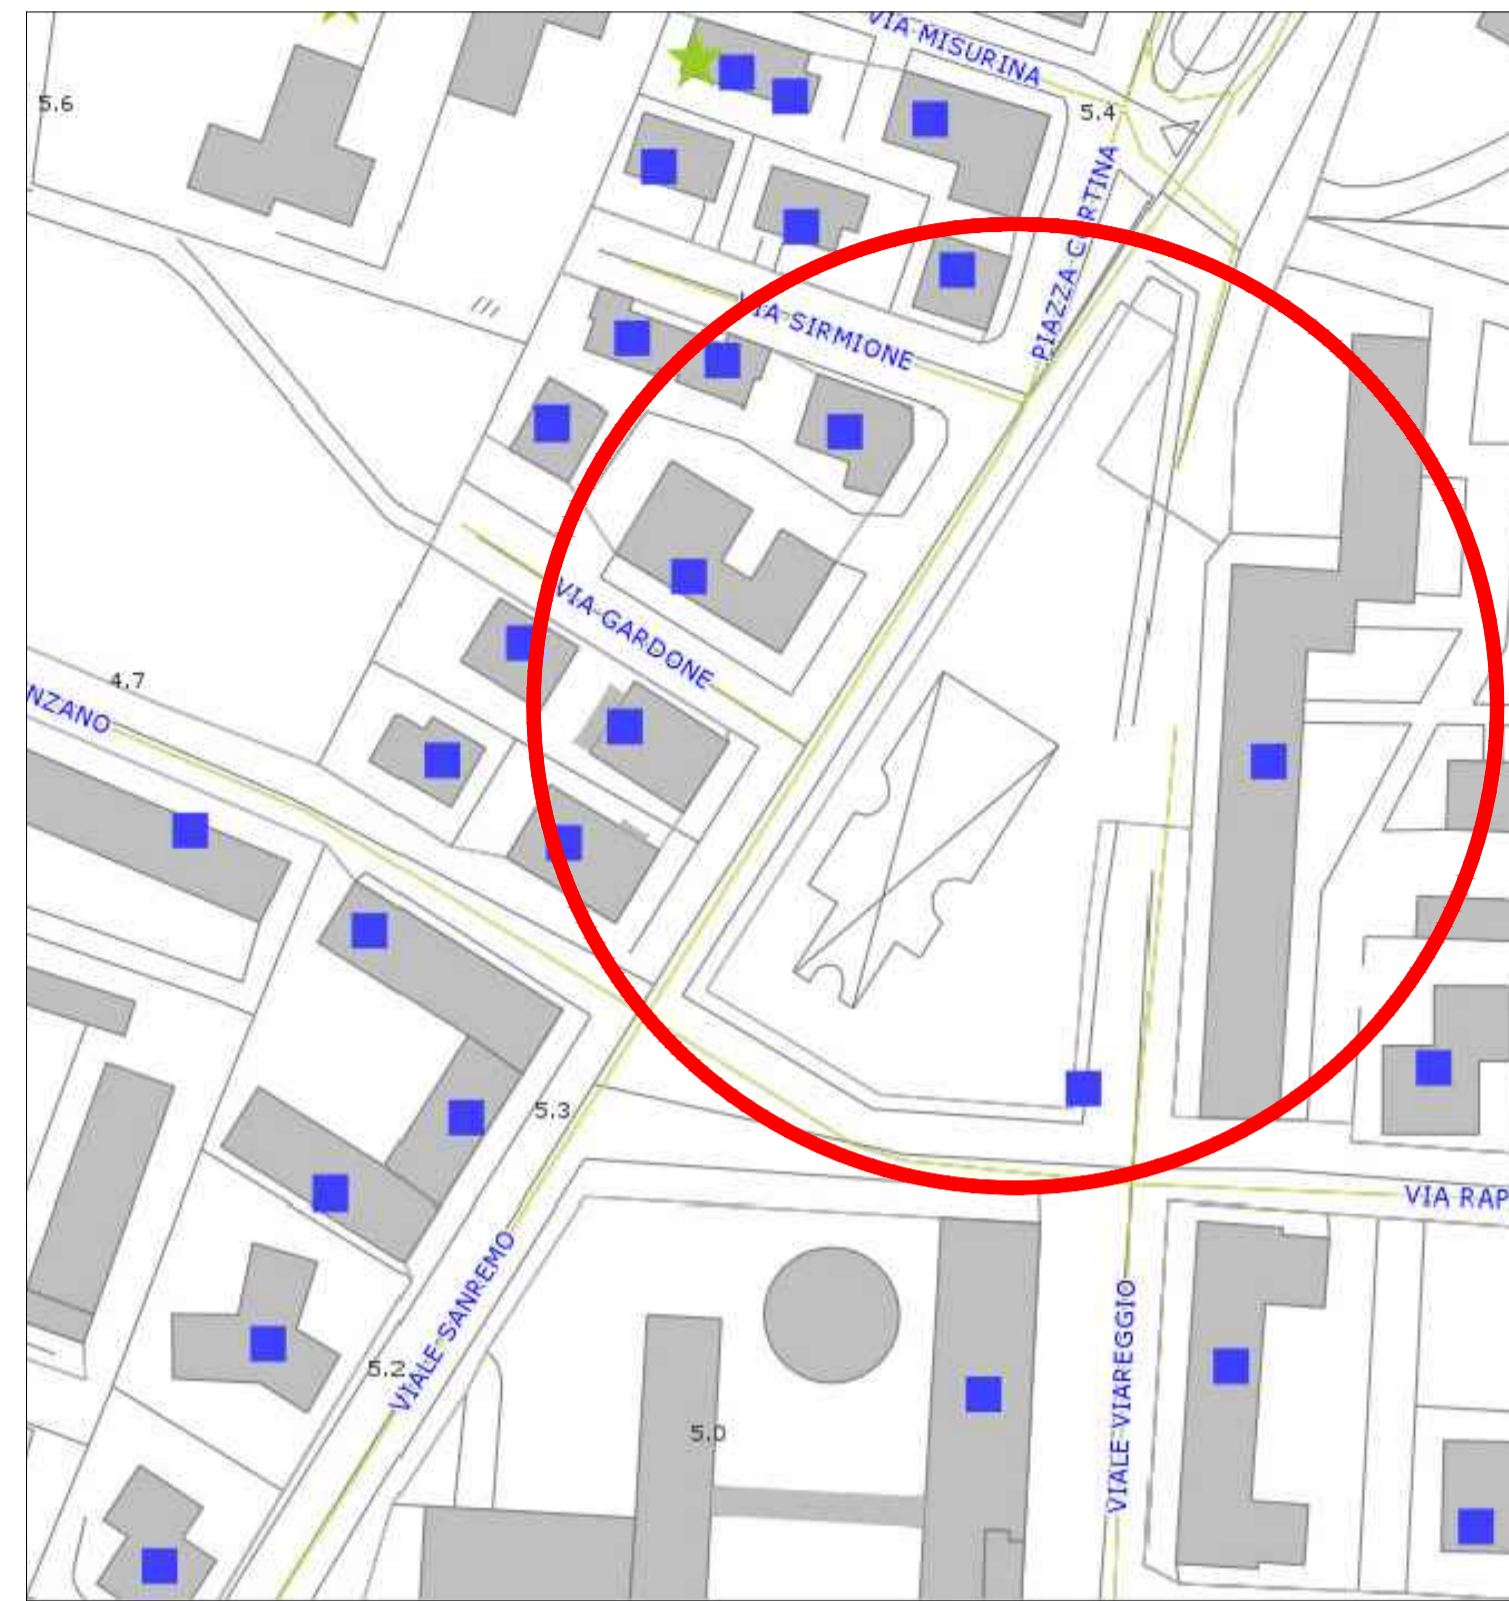 VIA MISURINA
5.6
5.4
PIAZZA CORTINA
VIA SIRMIONE
VIA GARDONE
4.7
NZANO
5.3
VIA RAP
VIALE SANREMO
5.2
VIALE VIAREGGIO
5.0